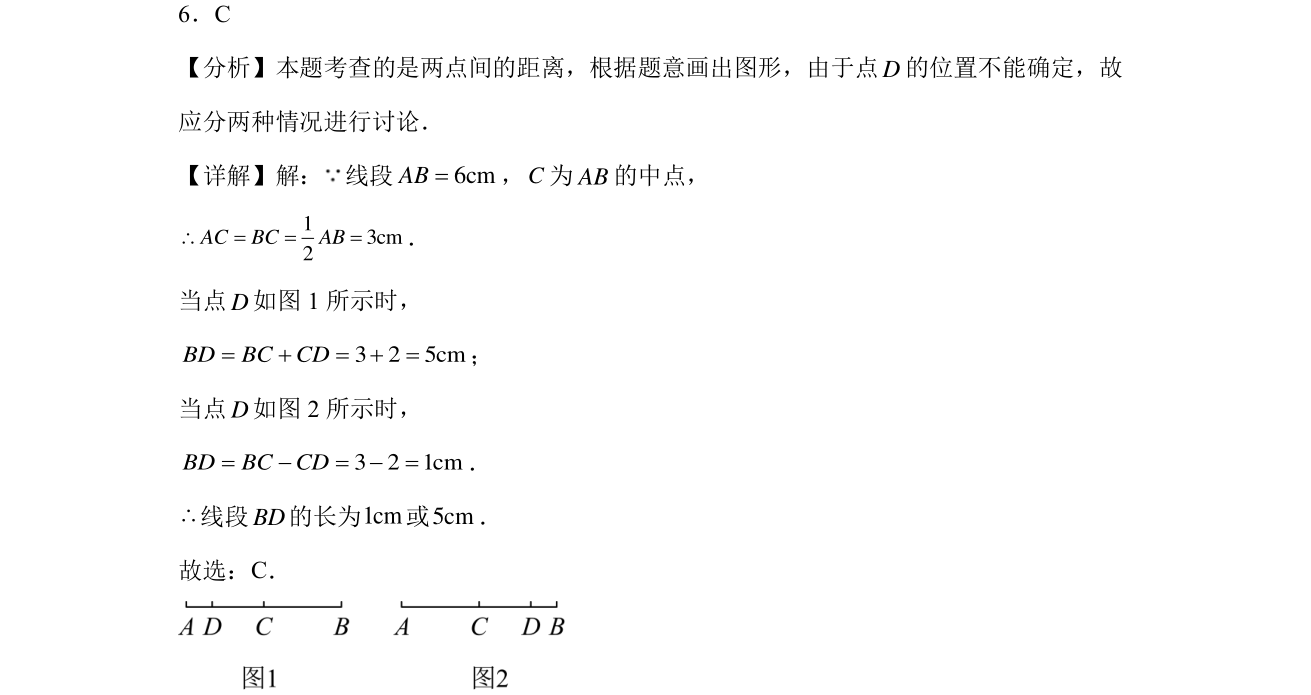 6．C
【分析】本题考查的是两点间的距离，根据题意画出图形，由于点D的位置不能确定，故
应分两种情况进行讨论．
【详解】解：∵线段AB=6cm，C为AB的中点，
∴AC=BC=1/2AB=3cm．
当点D如图1所示时，
BD=BC+CD=3+2=5cm；
当点D如图2所示时，
BD=BC−CD=3−2=1cm．
∴线段BD的长为1cm或5cm．
故选：C．
A D C B A C D B
图1 图2